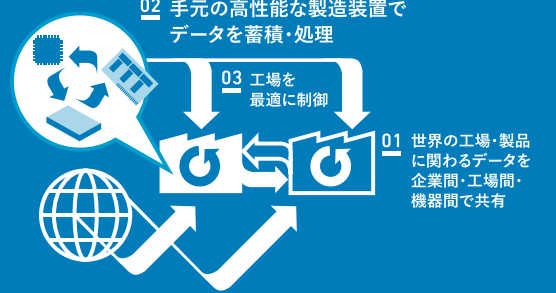 02 手元の高性能な製造装置で
データを蓄積・処理
03 工場を
最適に制御
01 世界の工場・製品
に関わるデータを
企業間・工場間・
機器間で共有